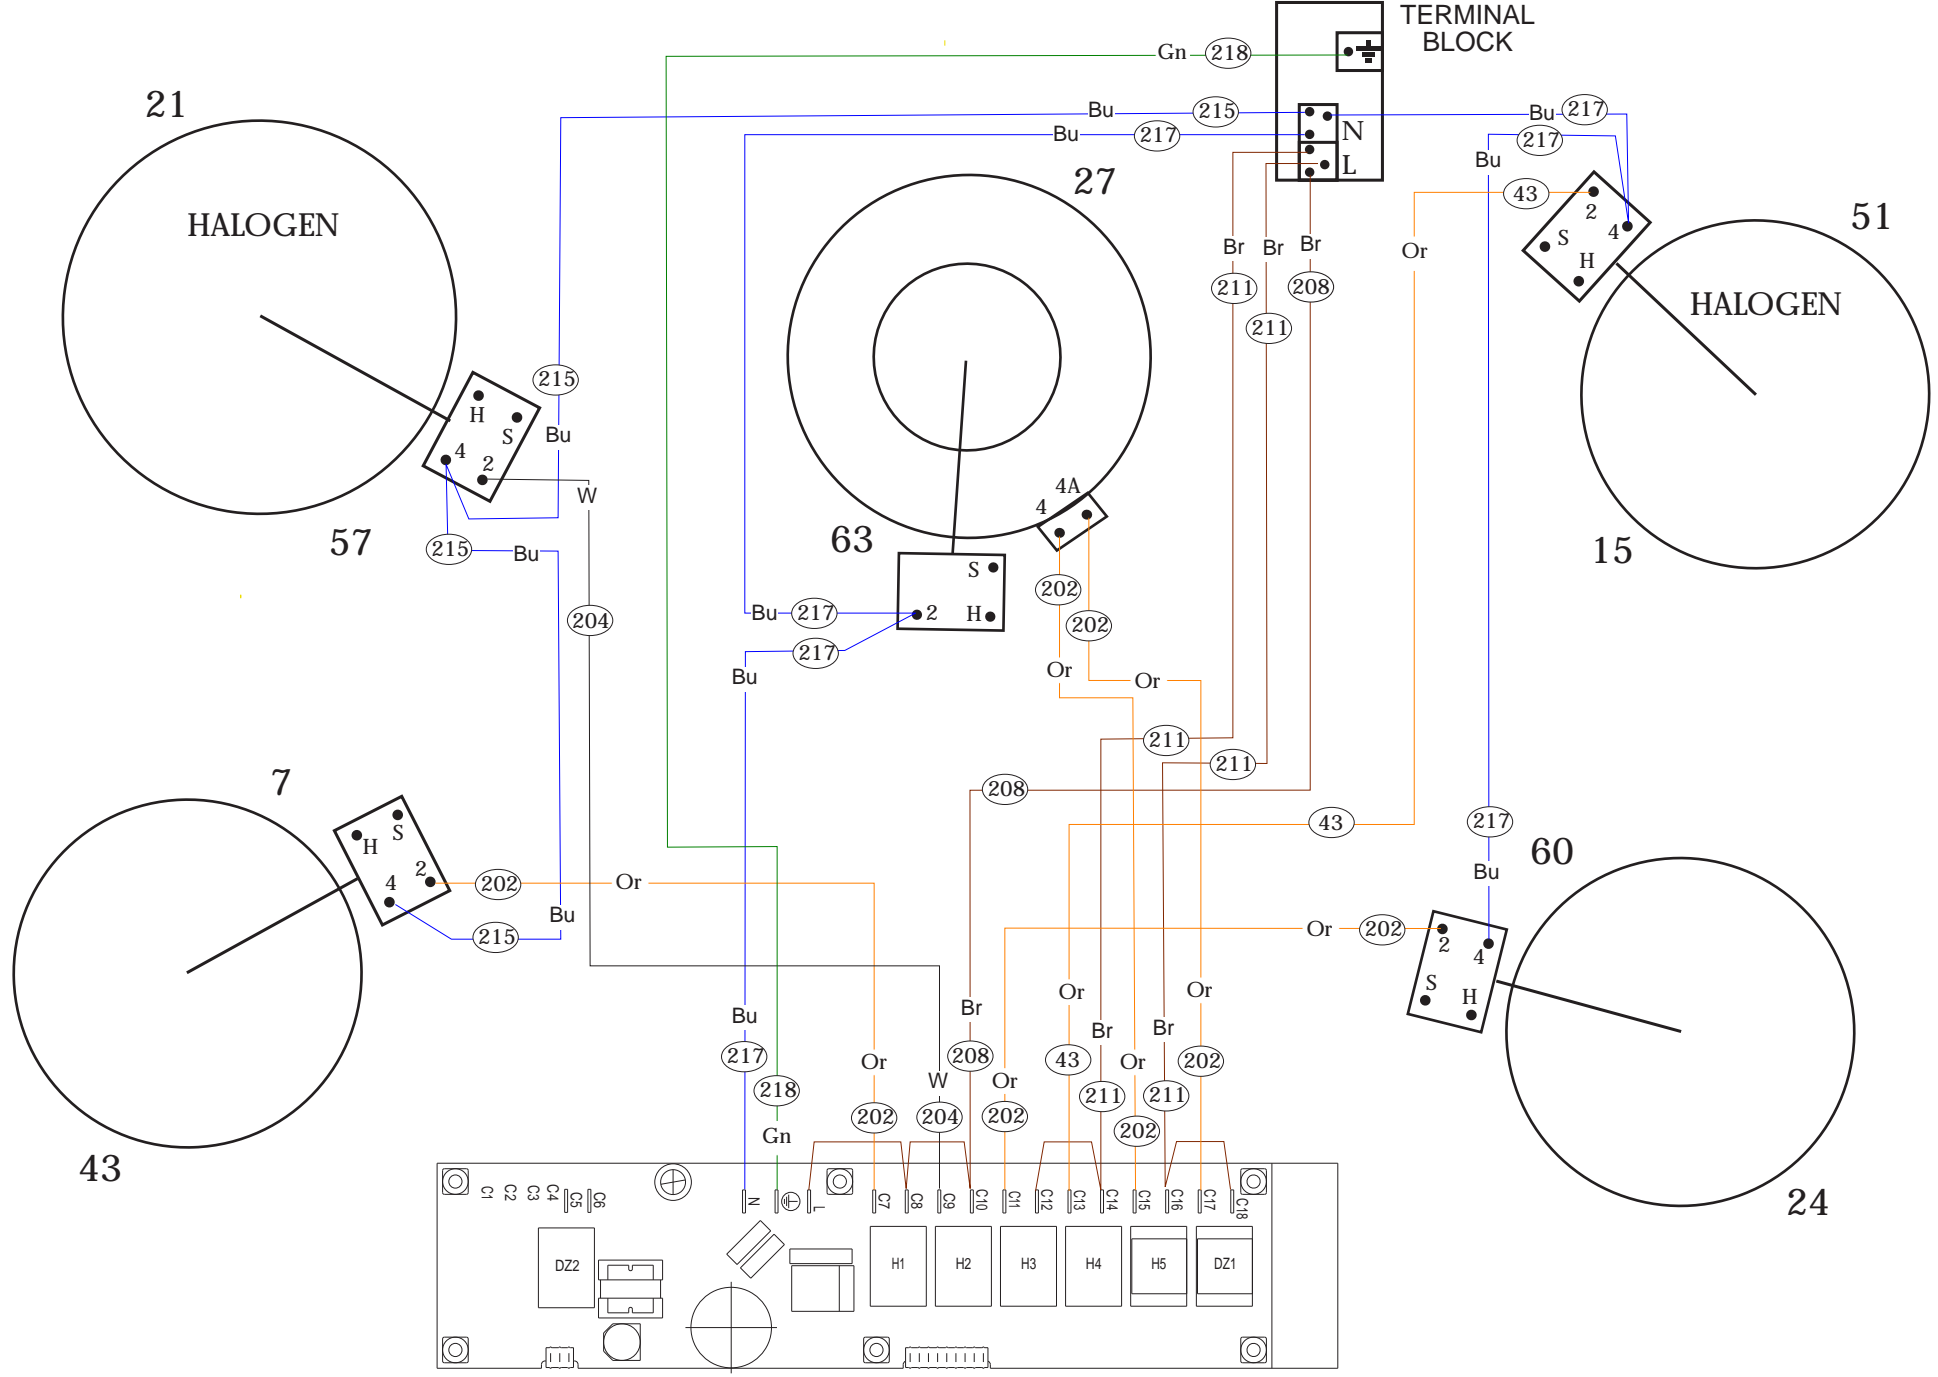 TERMINAL
BLOCK
Gn 218
21
Bu 215
Bu 217
N
L
Bu 217
217
Bu
27
43
2
4
S
H
51
HALOGEN
HALOGEN
Br
Br
Br
Or
211
208
211
215
H
S
4
2
Bu
W
57
215
Bu
4A
4
63
S
2
H
15
202
204
Bu 217
202
217
Or
Bu
Or
211
211
7
208
43
217
60
H
S
2
4
202
Or
Bu
Bu
215
Or
202
2
4
S
H
43
24
Bu
217
218
Gn
Or
202
W
204
Br
208
Or
202
Or
43
Br
211
Or
202
Br
211
Or
202
C1
C2
C3
C4
C5
C6
N
L
C7
C8
C9
C10
C11
C12
C13
C14
C15
C16
C17
C18
DZ2
H1
H2
H3
H4
H5
DZ1